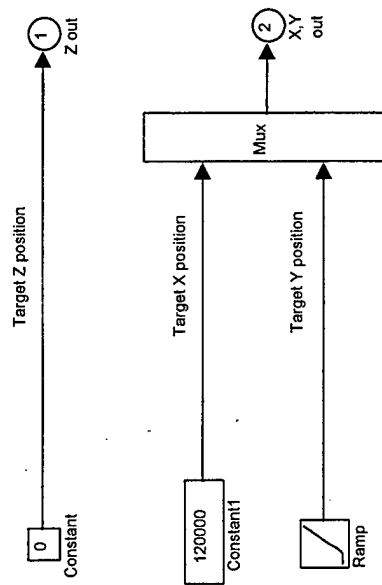 0
Constant
Target Z position
1
Z out
120000
Constant1
Target X position
Mux
2
X,Y
out
Target Y position
Ramp